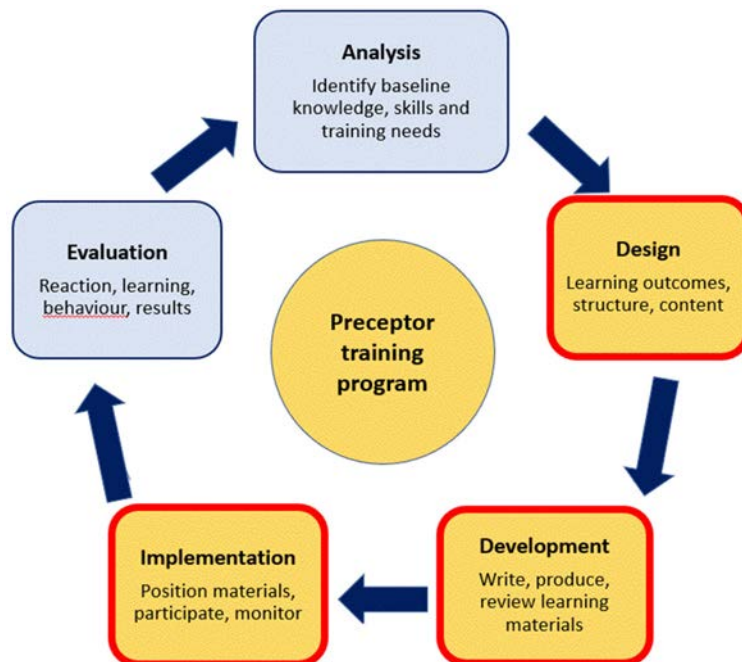 Analysis
Identify baseline
knowledge, skills and
training needs
Design
Learning outcomes,
structure, content
Development
Write, produce,
review learning
materials
Implementation
Position materials,
participate, monitor
Evaluation
Reaction, learning,
behaviour, results
Preceptor
training
program